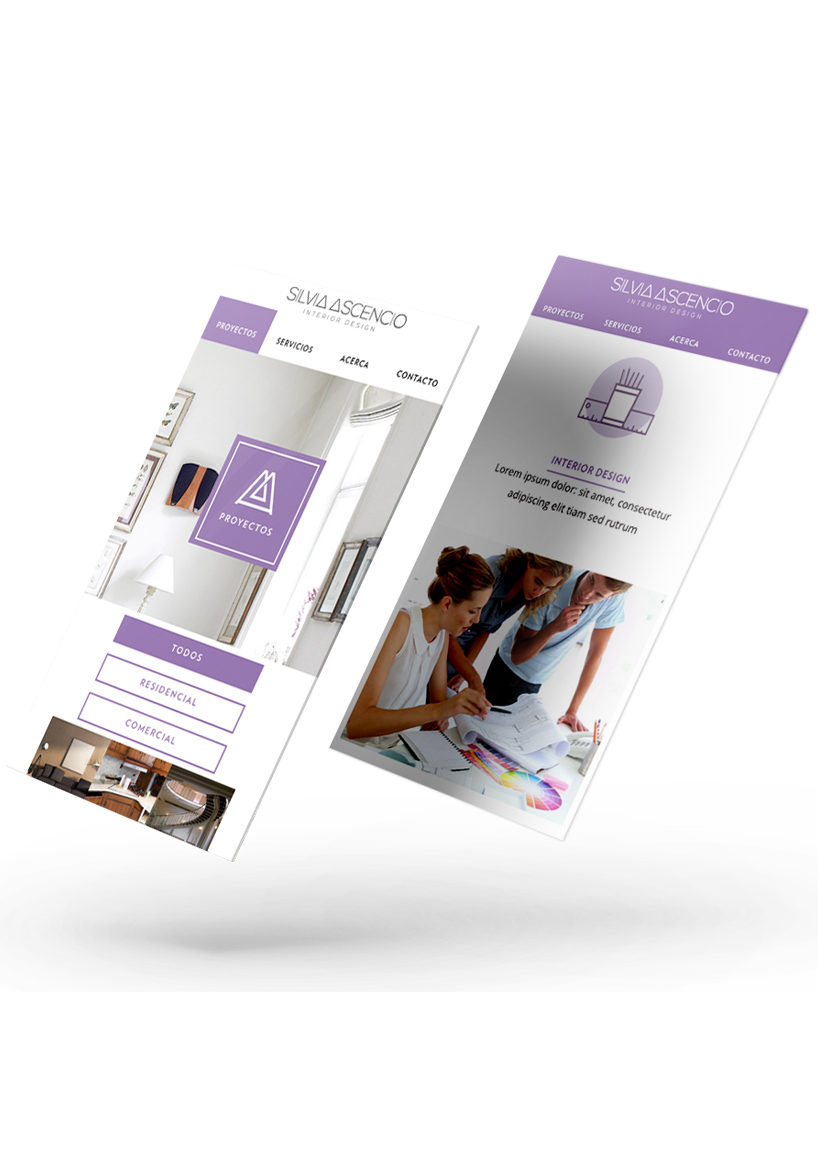 SILVIA ASCENCIO
INTERIOR DESIGN
PROYECTOS
SERVICIOS
ACERCA
CONTACTO
PROYECTOS
TODOS
RESIDENCIAL
COMERCIAL
SILVIA ASCENCIO
INTERIOR DESIGN
PROYECTOS
SERVICIOS
ACERCA
CONTACTO
INTERIOR DESIGN
Lorem ipsum dolor: sit amet, consectetur
adipiscing elit tiam sed rutrum